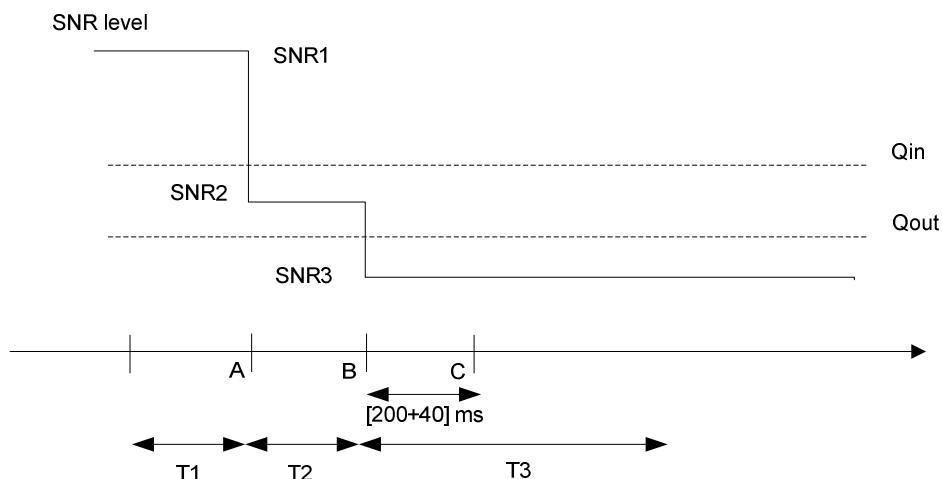 SNR level
SNR1
Qin
SNR2
Qout
SNR3
A
B
C
[200+40] ms
T1
T2
T3